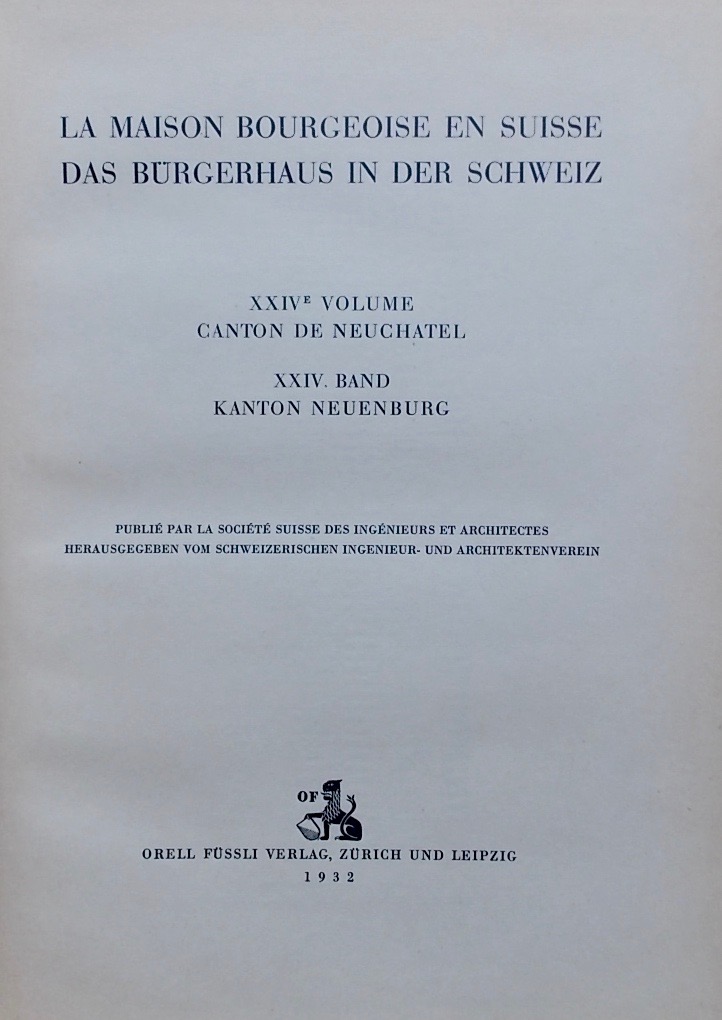 LA MAISON BOURGEOISE EN SUISSE
DAS BÜRGERHAUS IN DER SCHWEIZ
XXIVᴱ VOLUME
CANTON DE NEUCHATEL
XXIV. BAND
KANTON NEUENBURG
PUBLIÉ PAR LA SOCIÉTÉ SUISSE DES INGÉNIEURS ET ARCHITECTES
HERAUSGEGEBEN VOM SCHWEIZERISCHEN INGENIEUR- UND ARCHITEKTENVEREIN
OF
ORELL FÜSSLI VERLAG, ZÜRICH UND LEIPZIG
1932